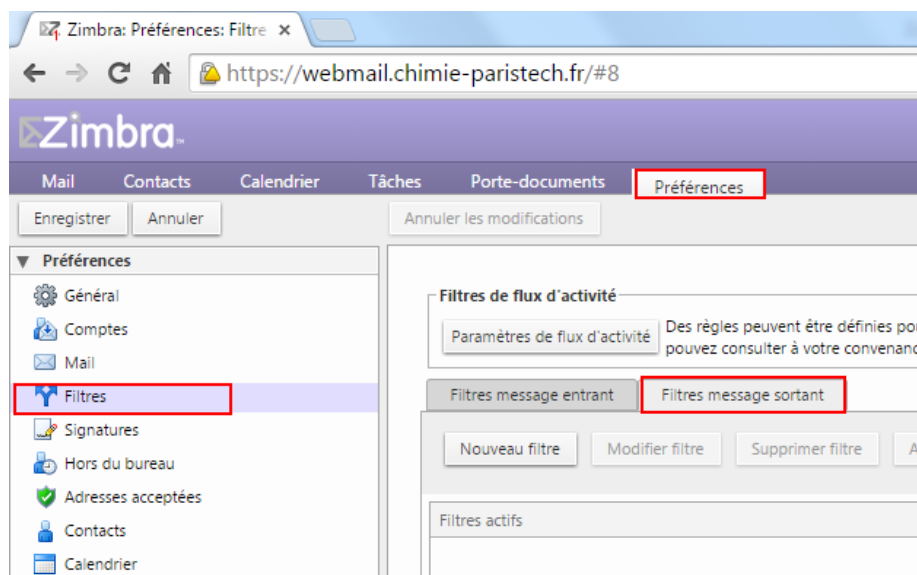 Zimbra: Préférences: Filtre
https://webmail.chimie-paristech.fr/#8
Zimbra
Mail Contacts Calendrier Tâches Porte-documents Préférences
Enregistrer Annuler Annuler les modifications
Préférences
Général
Comptes
Mail
Filtres
Signatures
Hors du bureau
Adresses acceptées
Contacts
Calendrier
Filtres de flux d'activité
Paramètres de flux d'activité
Des règles peuvent être définies
pouvez consulter à votre
Filtres message entrant Filtres message sortant
Nouveau filtre Modifier filtre Supprimer filtre
Filtres actifs